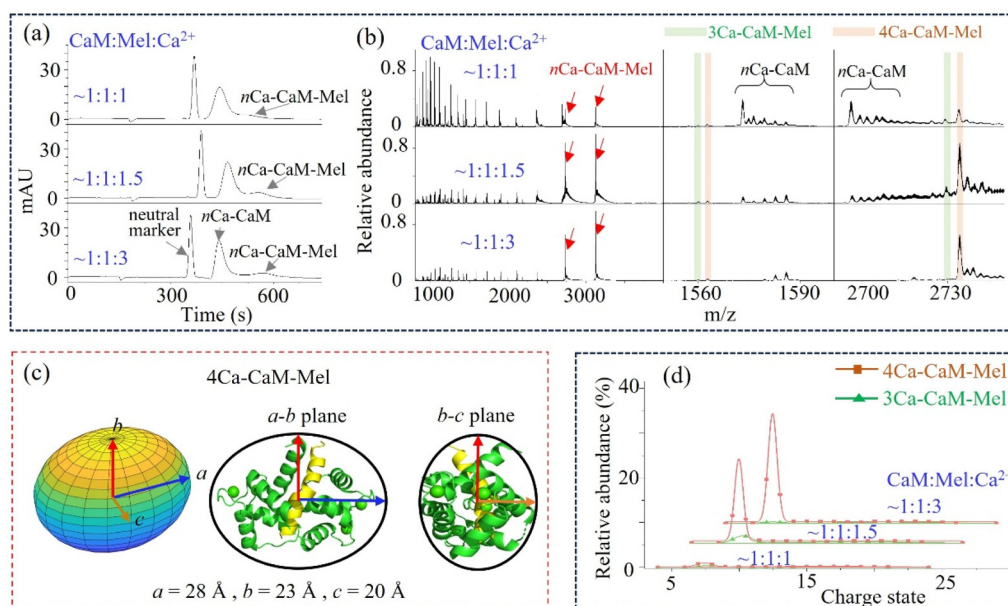 (a)
CaM:Mel:Ca²⁺
~1:1:1
nCa-CaM-Mel
~1:1:1.5
nCa-CaM-Mel
neutral marker
nCa-CaM
nCa-CaM-Mel
~1:1:3
30
0
30
0
30
0
mAU
0 300 600
Time (s)
(b)
3Ca-CaM-Mel
4Ca-CaM-Mel
CaM:Mel:Ca²⁺
~1:1:1
nCa-CaM-Mel
nCa-CaM
nCa-CaM
~1:1:1.5
~1:1:3
0.8
0
0.8
0
0.8
0
Relative abundance
1000 2000 3000 1560 1590 2700 2730
m/z
(c)
4Ca-CaM-Mel
b
a
c
a-b plane
b-c plane
a = 28 Å , b = 23 Å , c = 20 Å
(d)
4Ca-CaM-Mel
3Ca-CaM-Mel
CaM:Mel:Ca²
~1:1:3
~1:1:1.5
~1:1:1
40
20
0
Relative abundance (%)
5 15 25
Charge state